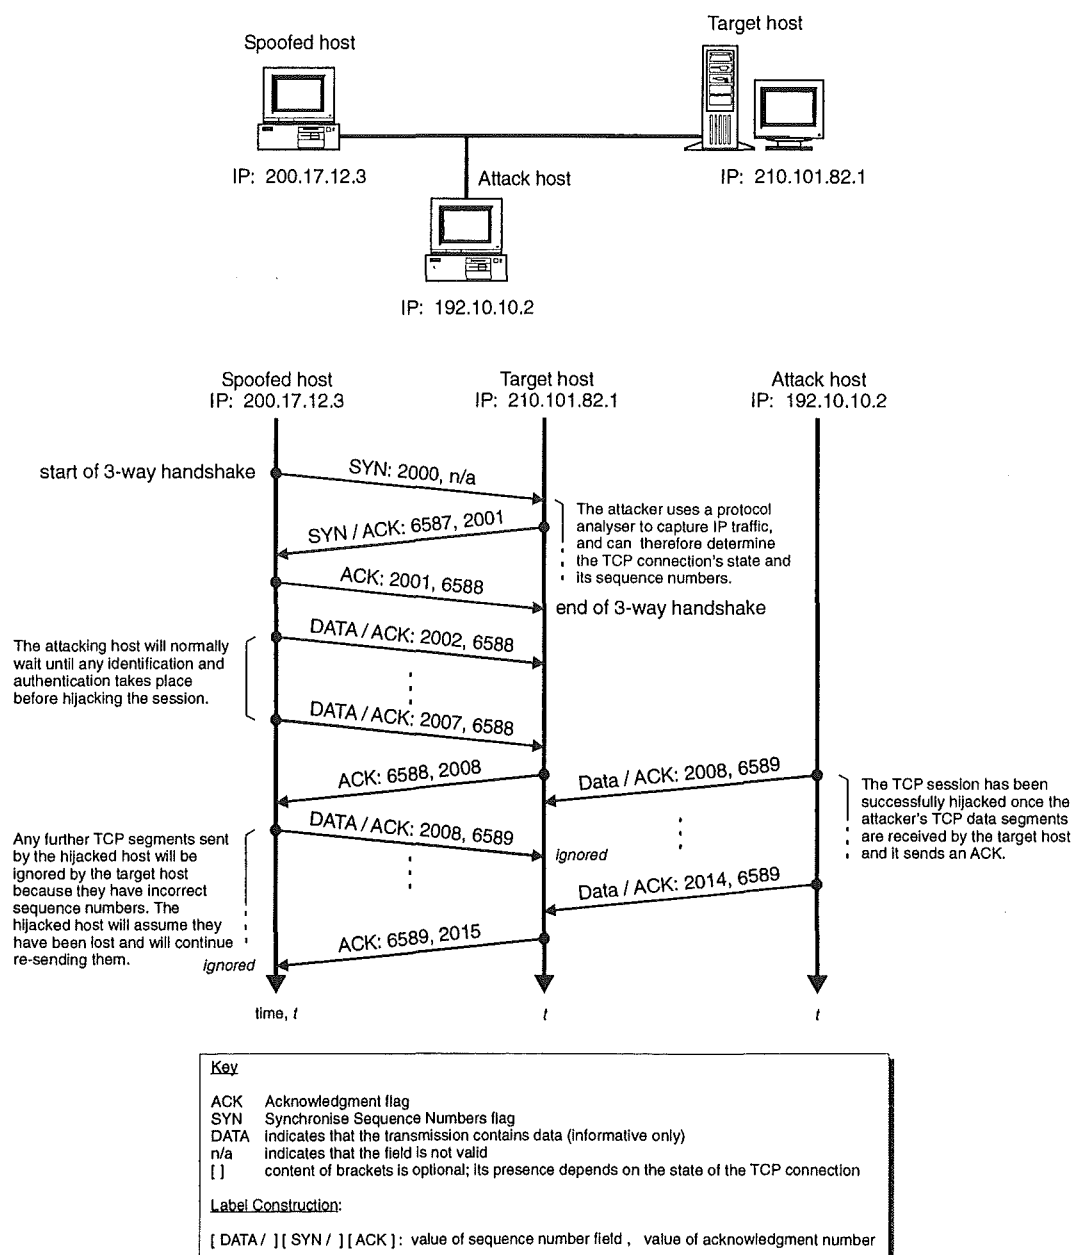 Target host
Spoofed host
IP: 200.17.12.3
Attack host
IP: 210.101.82.1
IP: 192.10.10.2
Spoofed host
IP: 200.17.12.3
Target host
IP: 210.101.82.1
Attack host
IP: 192.10.10.2
start of 3-way handshake
SYN: 2000, n/a
The attacker uses a protocol
analyser to capture IP traffic,
and can therefore determine
the TCP connection's state and
its sequence numbers.
SYN / ACK: 6587, 2001
ACK: 2001, 6588
end of 3-way handshake
The attacking host will normally
wait until any identification and
authentication takes place
before hijacking the session.
DATA / ACK: 2002, 6588
DATA / ACK: 2007, 6588
ACK: 6588, 2008
Data / ACK: 2008, 6589
The TCP session has been
successfully hijacked once the
attacker's TCP data segments
are received by the target host
and it sends an ACK.
Any further TCP segments sent
by the hijacked host will be
ignored by the target host
because they have incorrect
sequence numbers. The
hijacked host will assume they
have been lost and will continue
re-sending them.
DATA / ACK: 2008, 6589
ignored
Data / ACK: 2014, 6589
ACK: 6589, 2015
ignored
time, t
t
t
Key
ACK Acknowledgment flag
SYN Synchronise Sequence Numbers flag
DATA indicates that the transmission contains data (informative only)
n/a indicates that the field is not valid
[ ] content of brackets is optional; its presence depends on the state of the TCP connection
Label Construction:
[ DATA / ] [ SYN / ] [ ACK ] : value of sequence number field , value of acknowledgment number